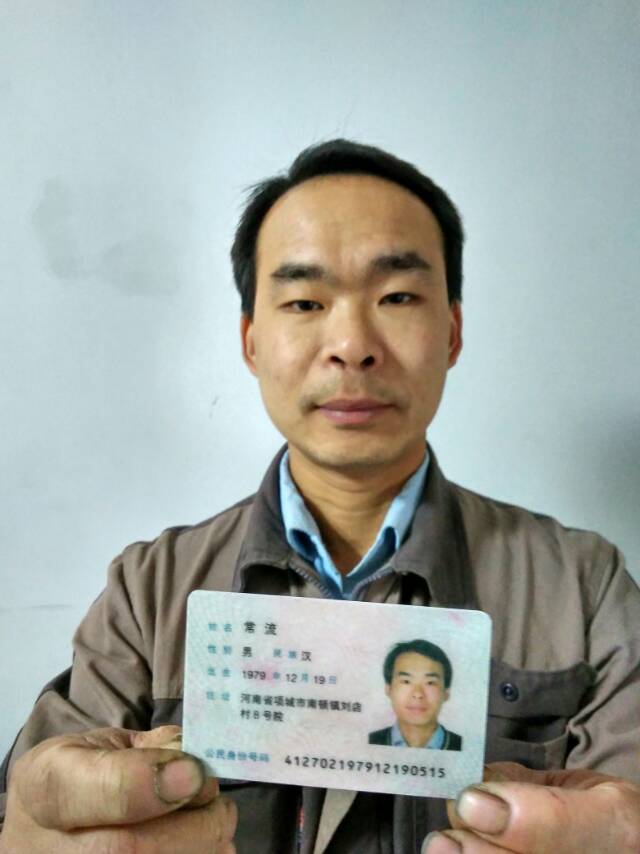 姓名 常流
性别 男 民族 汉
出生 1979 年 12 月 19 日
住址 河南省项城市南顿镇刘店
村8号院
公民身份号码 412702197912190515